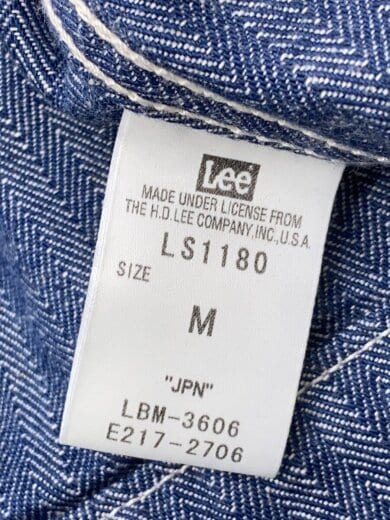 Lee
MADE UNDER LICENSE FROM
THE H.D. LEE COMPANY, INC., U.S.A.
LS1180
SIZE
M
"JPN"
LBM-3606
E217-2706